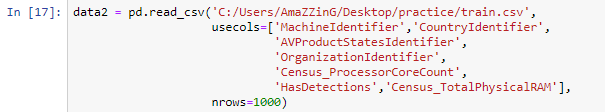 In [17]: data2 = pd.read_csv('C:/Users/AmaZZinG/Desktop/practice/train.csv',
usecols=['MachineIdentifier','CountryIdentifier',
'AVProductStatesIdentifier',
'OrganizationIdentifier',
'Census_ProcessorCoreCount',
'HasDetections','Census_TotalPhysicalRAM'],
nrows=1000)